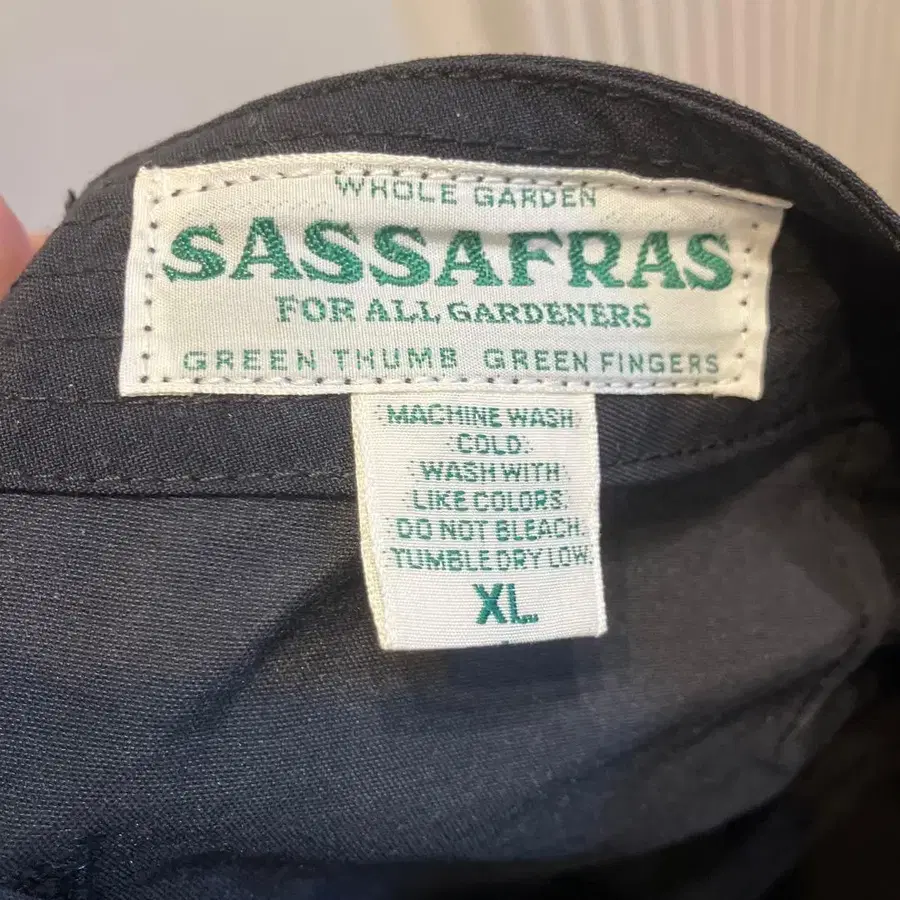 WHOLE GARDEN
SASSAFRAS
FOR ALL GARDENERS
GREEN THUMB GREEN FINGERS
MACHINE WASH
COLD.
WASH WITH
LIKE COLORS.
DO NOT BLEACH.
TUMBLE DRY LOW.
XL